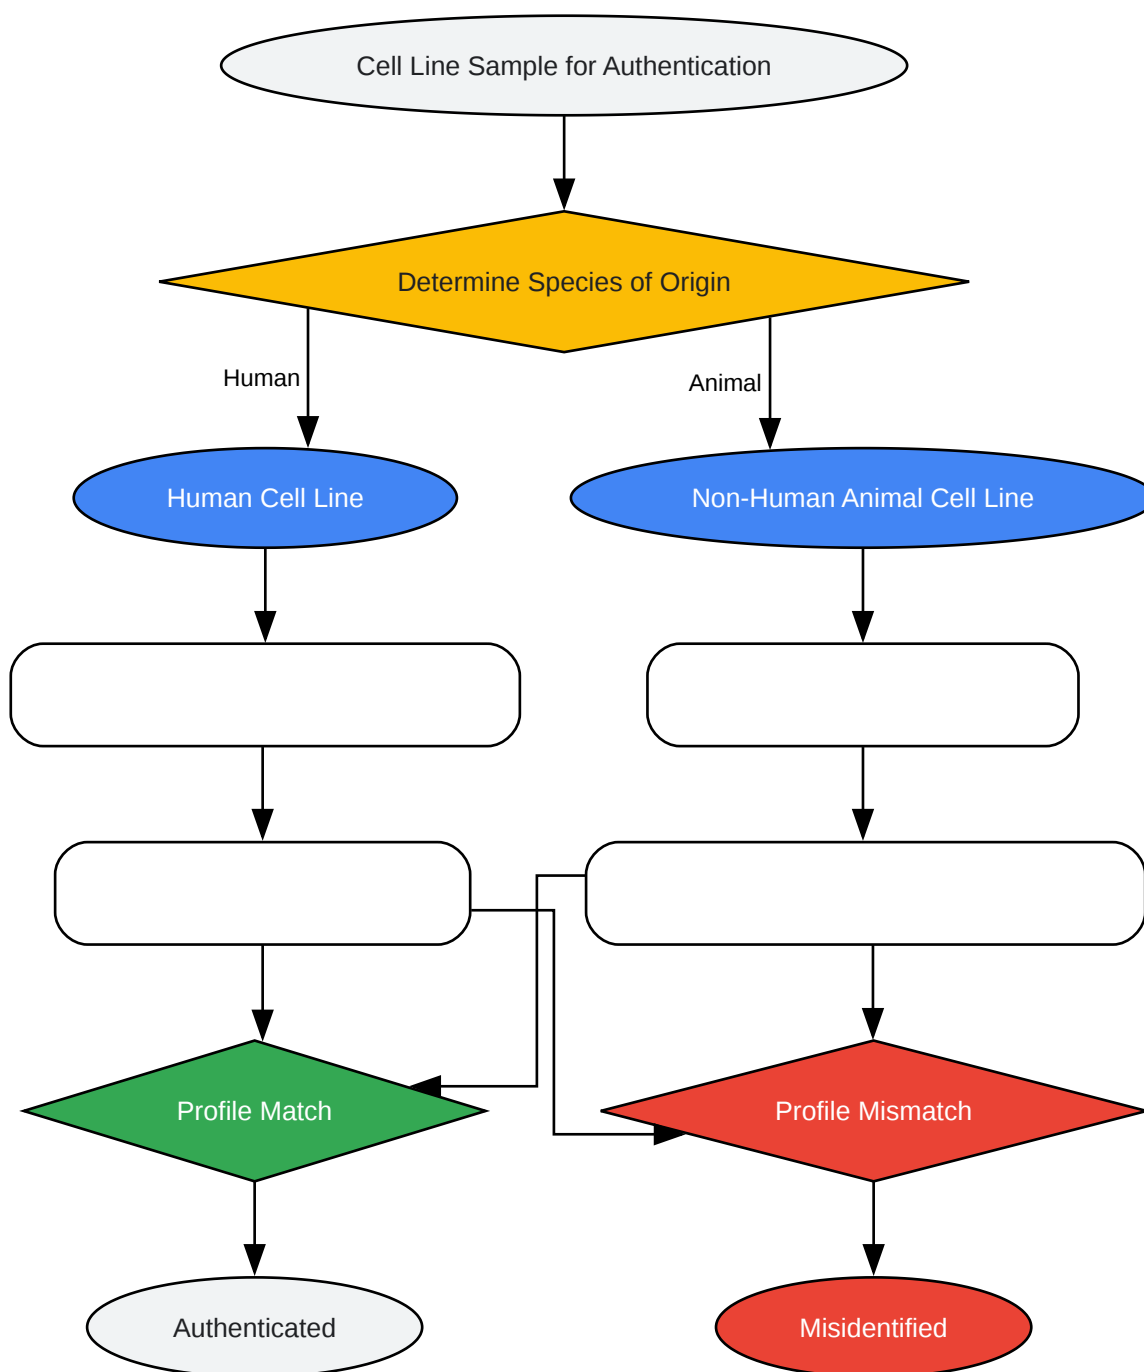 Cell Line Sample for Authentication
Determine Species of Origin
Human
Animal
Human Cell Line
Non-Human Animal Cell Line
Profile Match
Profile Mismatch
Authenticated
Misidentified